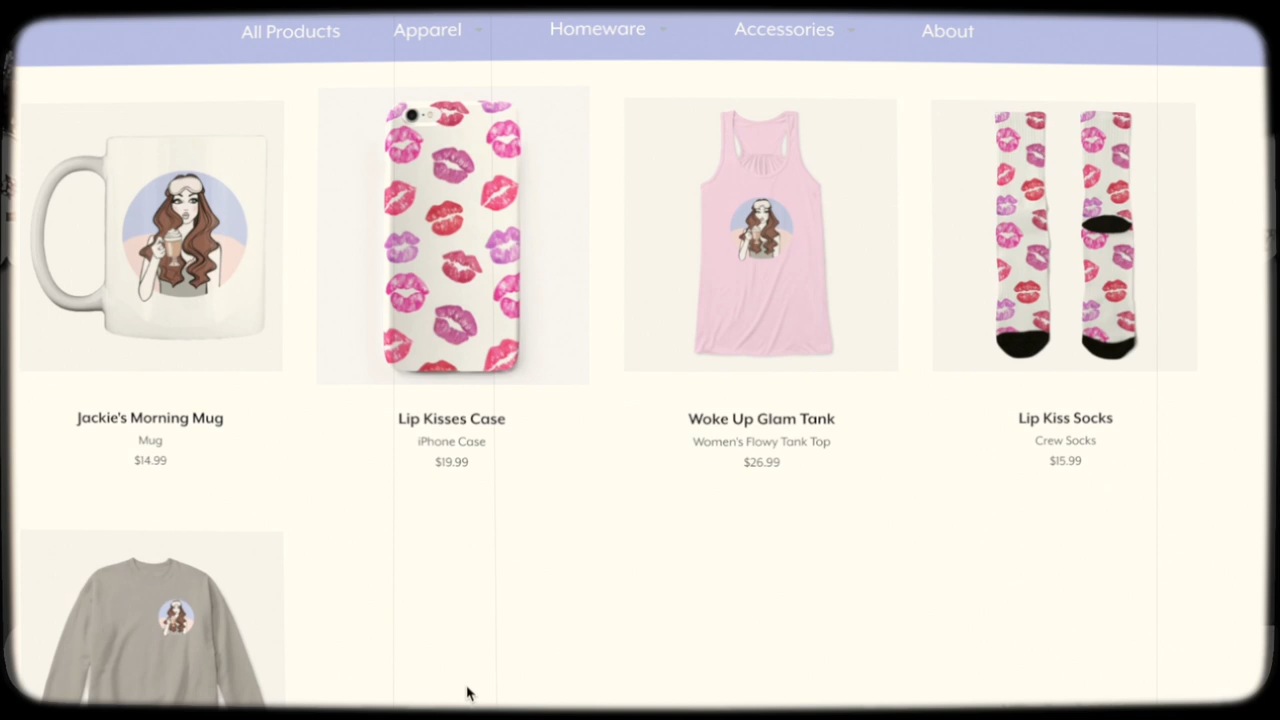 All Products Apparel Homeware Accessories About
Jackie's Morning Mug
Mug
$14.99
Lip Kisses Case
iPhone Case
$19.99
Woke Up Glam Tank
Women's Flowy Tank Top
$26.99
Lip Kiss Socks
Crew Socks
$15.99